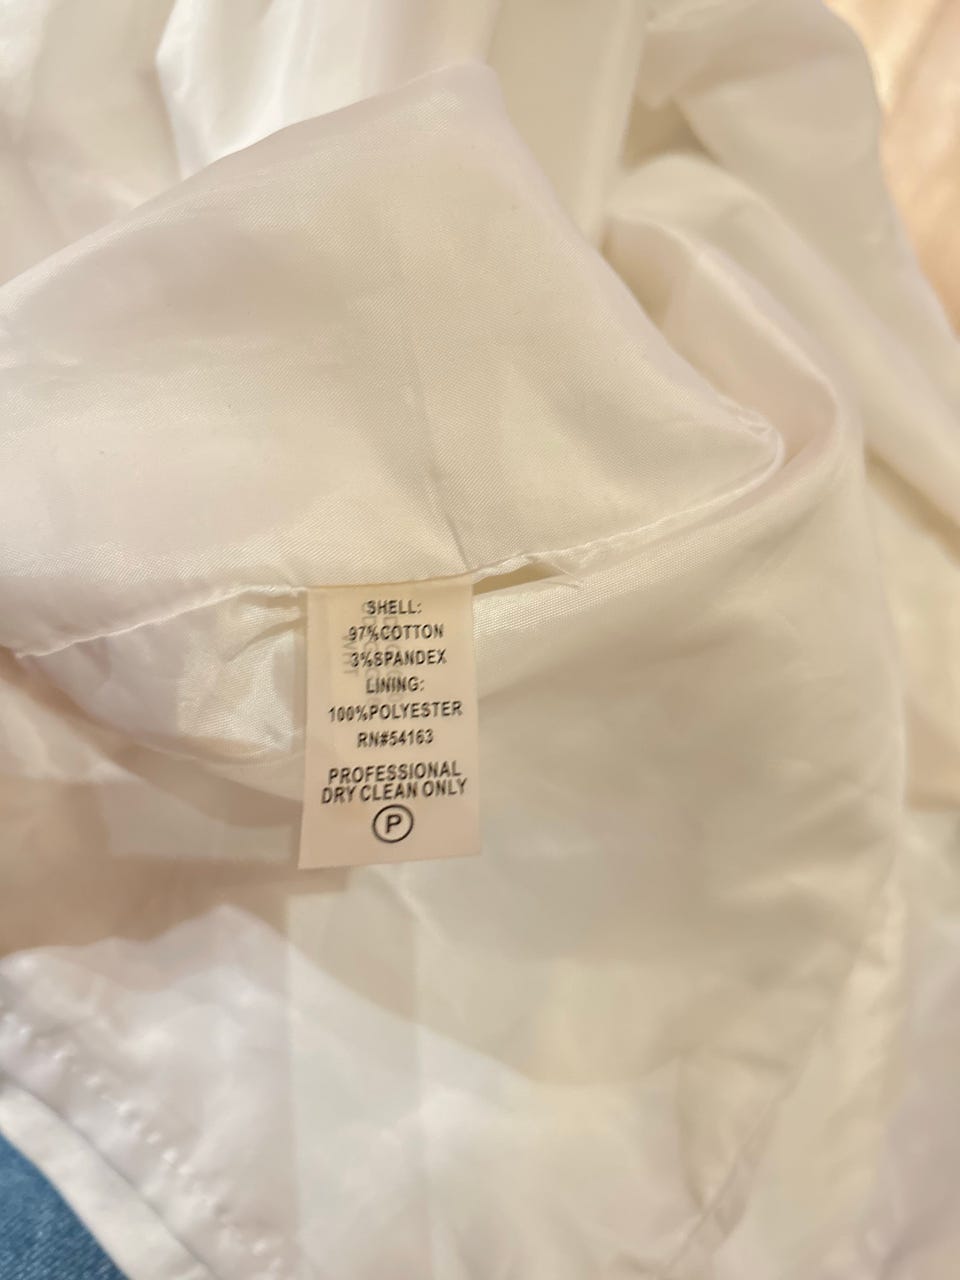 SHELL:
97%COTTON
3%SPANDEX
LINING:
100%POLYESTER
RN#54163
PROFESSIONAL
DRY CLEAN ONLY
P